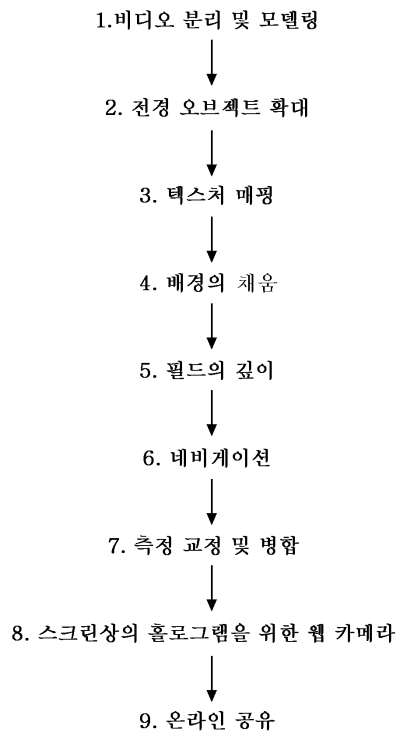 1.비디오 분리 및 모델링
2. 전경 오브젝트 확대
3. 텍스처 매핑
4. 배경의 채움
5. 필드의 깊이
6. 네비게이션
7. 측정 교정 및 병합
8. 스크린상의 홀로그램을 위한 웹 카메라
9. 온라인 공유